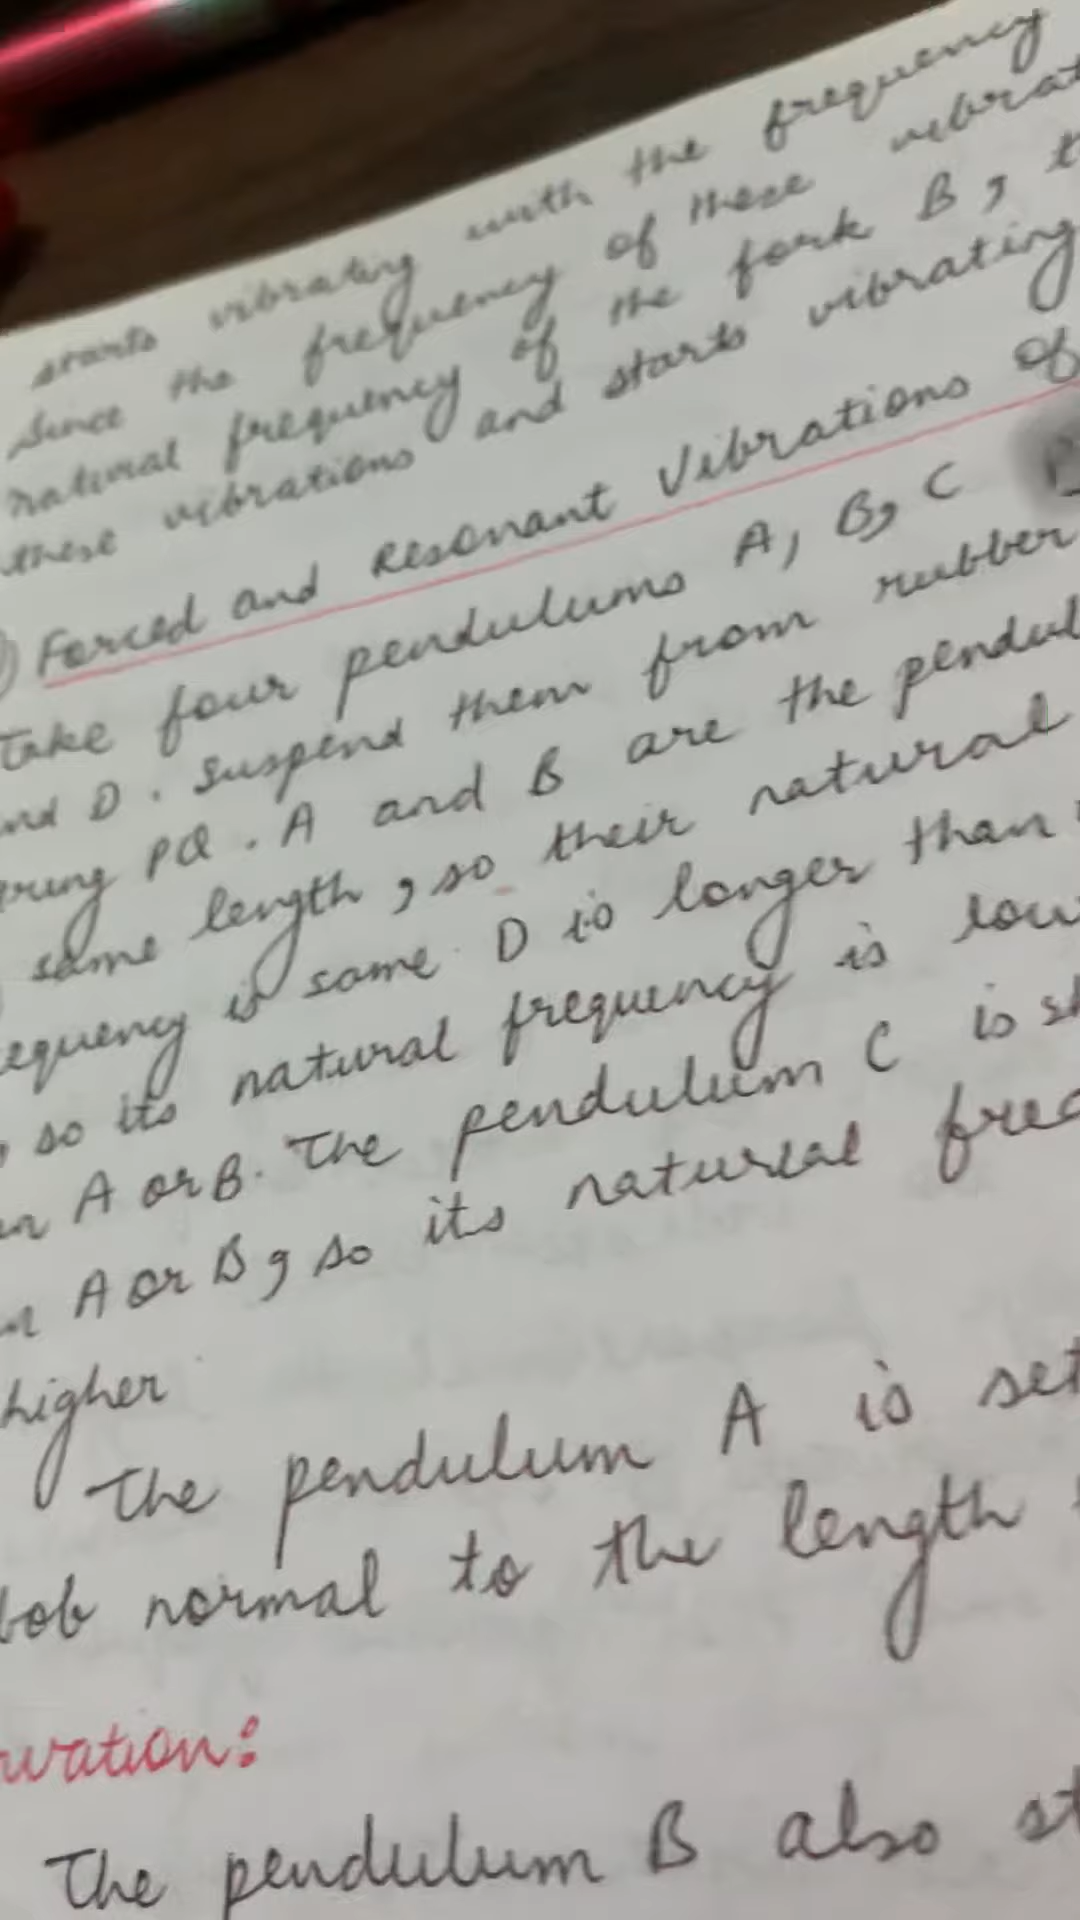 starts vibrating with the frequency
Since the frequency of these vibrat
natural frequency of the fork B, t
these vibrations and starts vibrating
Forced and Resonant Vibrations of
Take four pendulums A, B, C
and D. Suspend them from rubber
PQ. A and B are the pendul
same length, so their natural
equency is same. D is longer than
, so its natural frequency is low
A or B. The pendulum C is sh
A or B, so its natureal freq
higher
The pendulum A is set
bob normal to the length
rvation:
The pendulum B also st